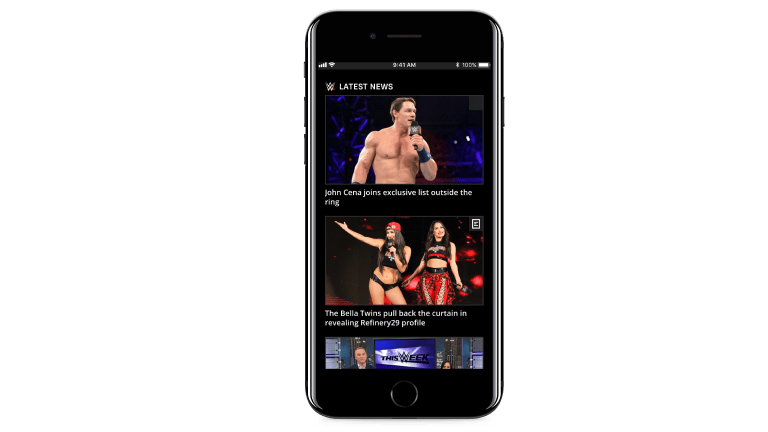 9:41 AM 100%
LATEST NEWS
John Cena joins exclusive list outside the
ring
The Bella Twins pull back the curtain in
revealing Refinery29 profile
THIS WEEK